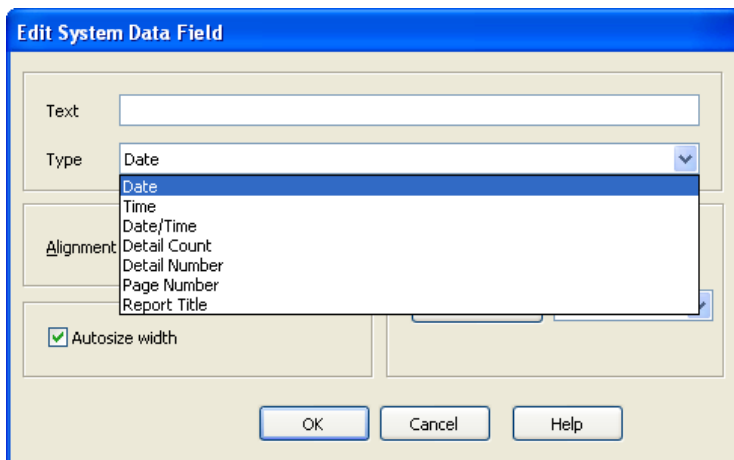 Edit System Data Field
Text
Type Date
Date
Time
Date/Time
Alignment Detail Count
Detail Number
Page Number
Report Title
Autosize width
OK Cancel Help